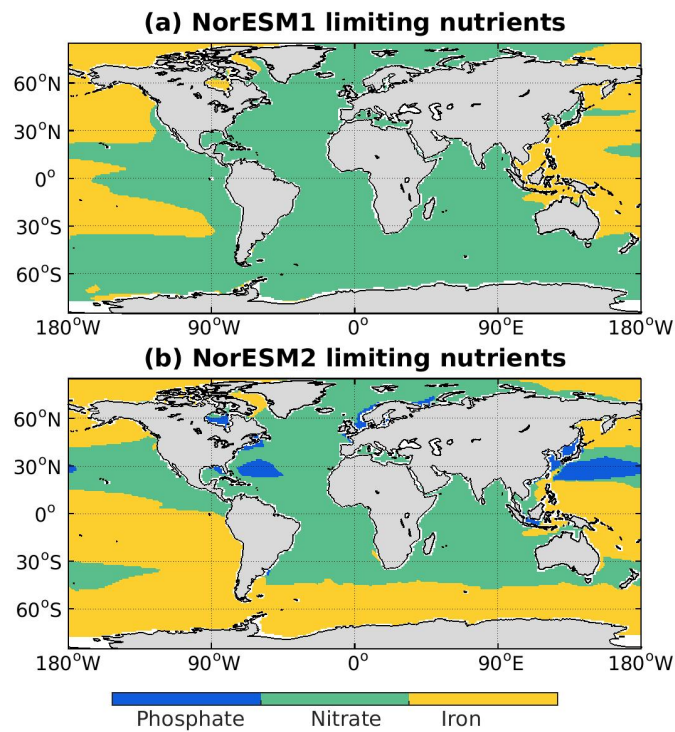 (a) NorESM1 limiting nutrients
60°N
30°N
0°
30°S
60°S
180°W 90°W 0° 90°E 180°W
(b) NorESM2 limiting nutrients
60°N
30°N
0°
30°S
60°S
180°W 90°W 0° 90°E 180°W
Phosphate Nitrate Iron